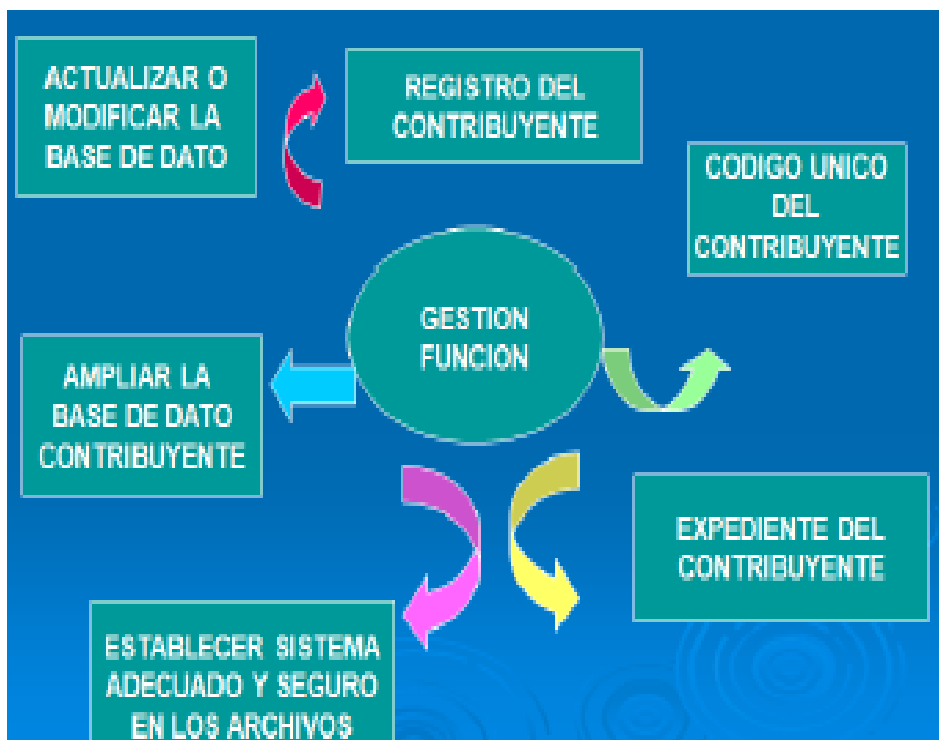 ACTUALIZAR O
MODIFICAR LA
BASE DE DATO
REGISTRO DEL
CONTRIBUYENTE
CODIGO UNICO
DEL
CONTRIBUYENTE
GESTION
FUNCION
AMPLIAR LA
BASE DE DATO
CONTRIBUYENTE
EXPEDIENTE DEL
CONTRIBUYENTE
ESTABLECER SISTEMA
ADECUADO Y SEGURO
EN LOS ARCHIVOS